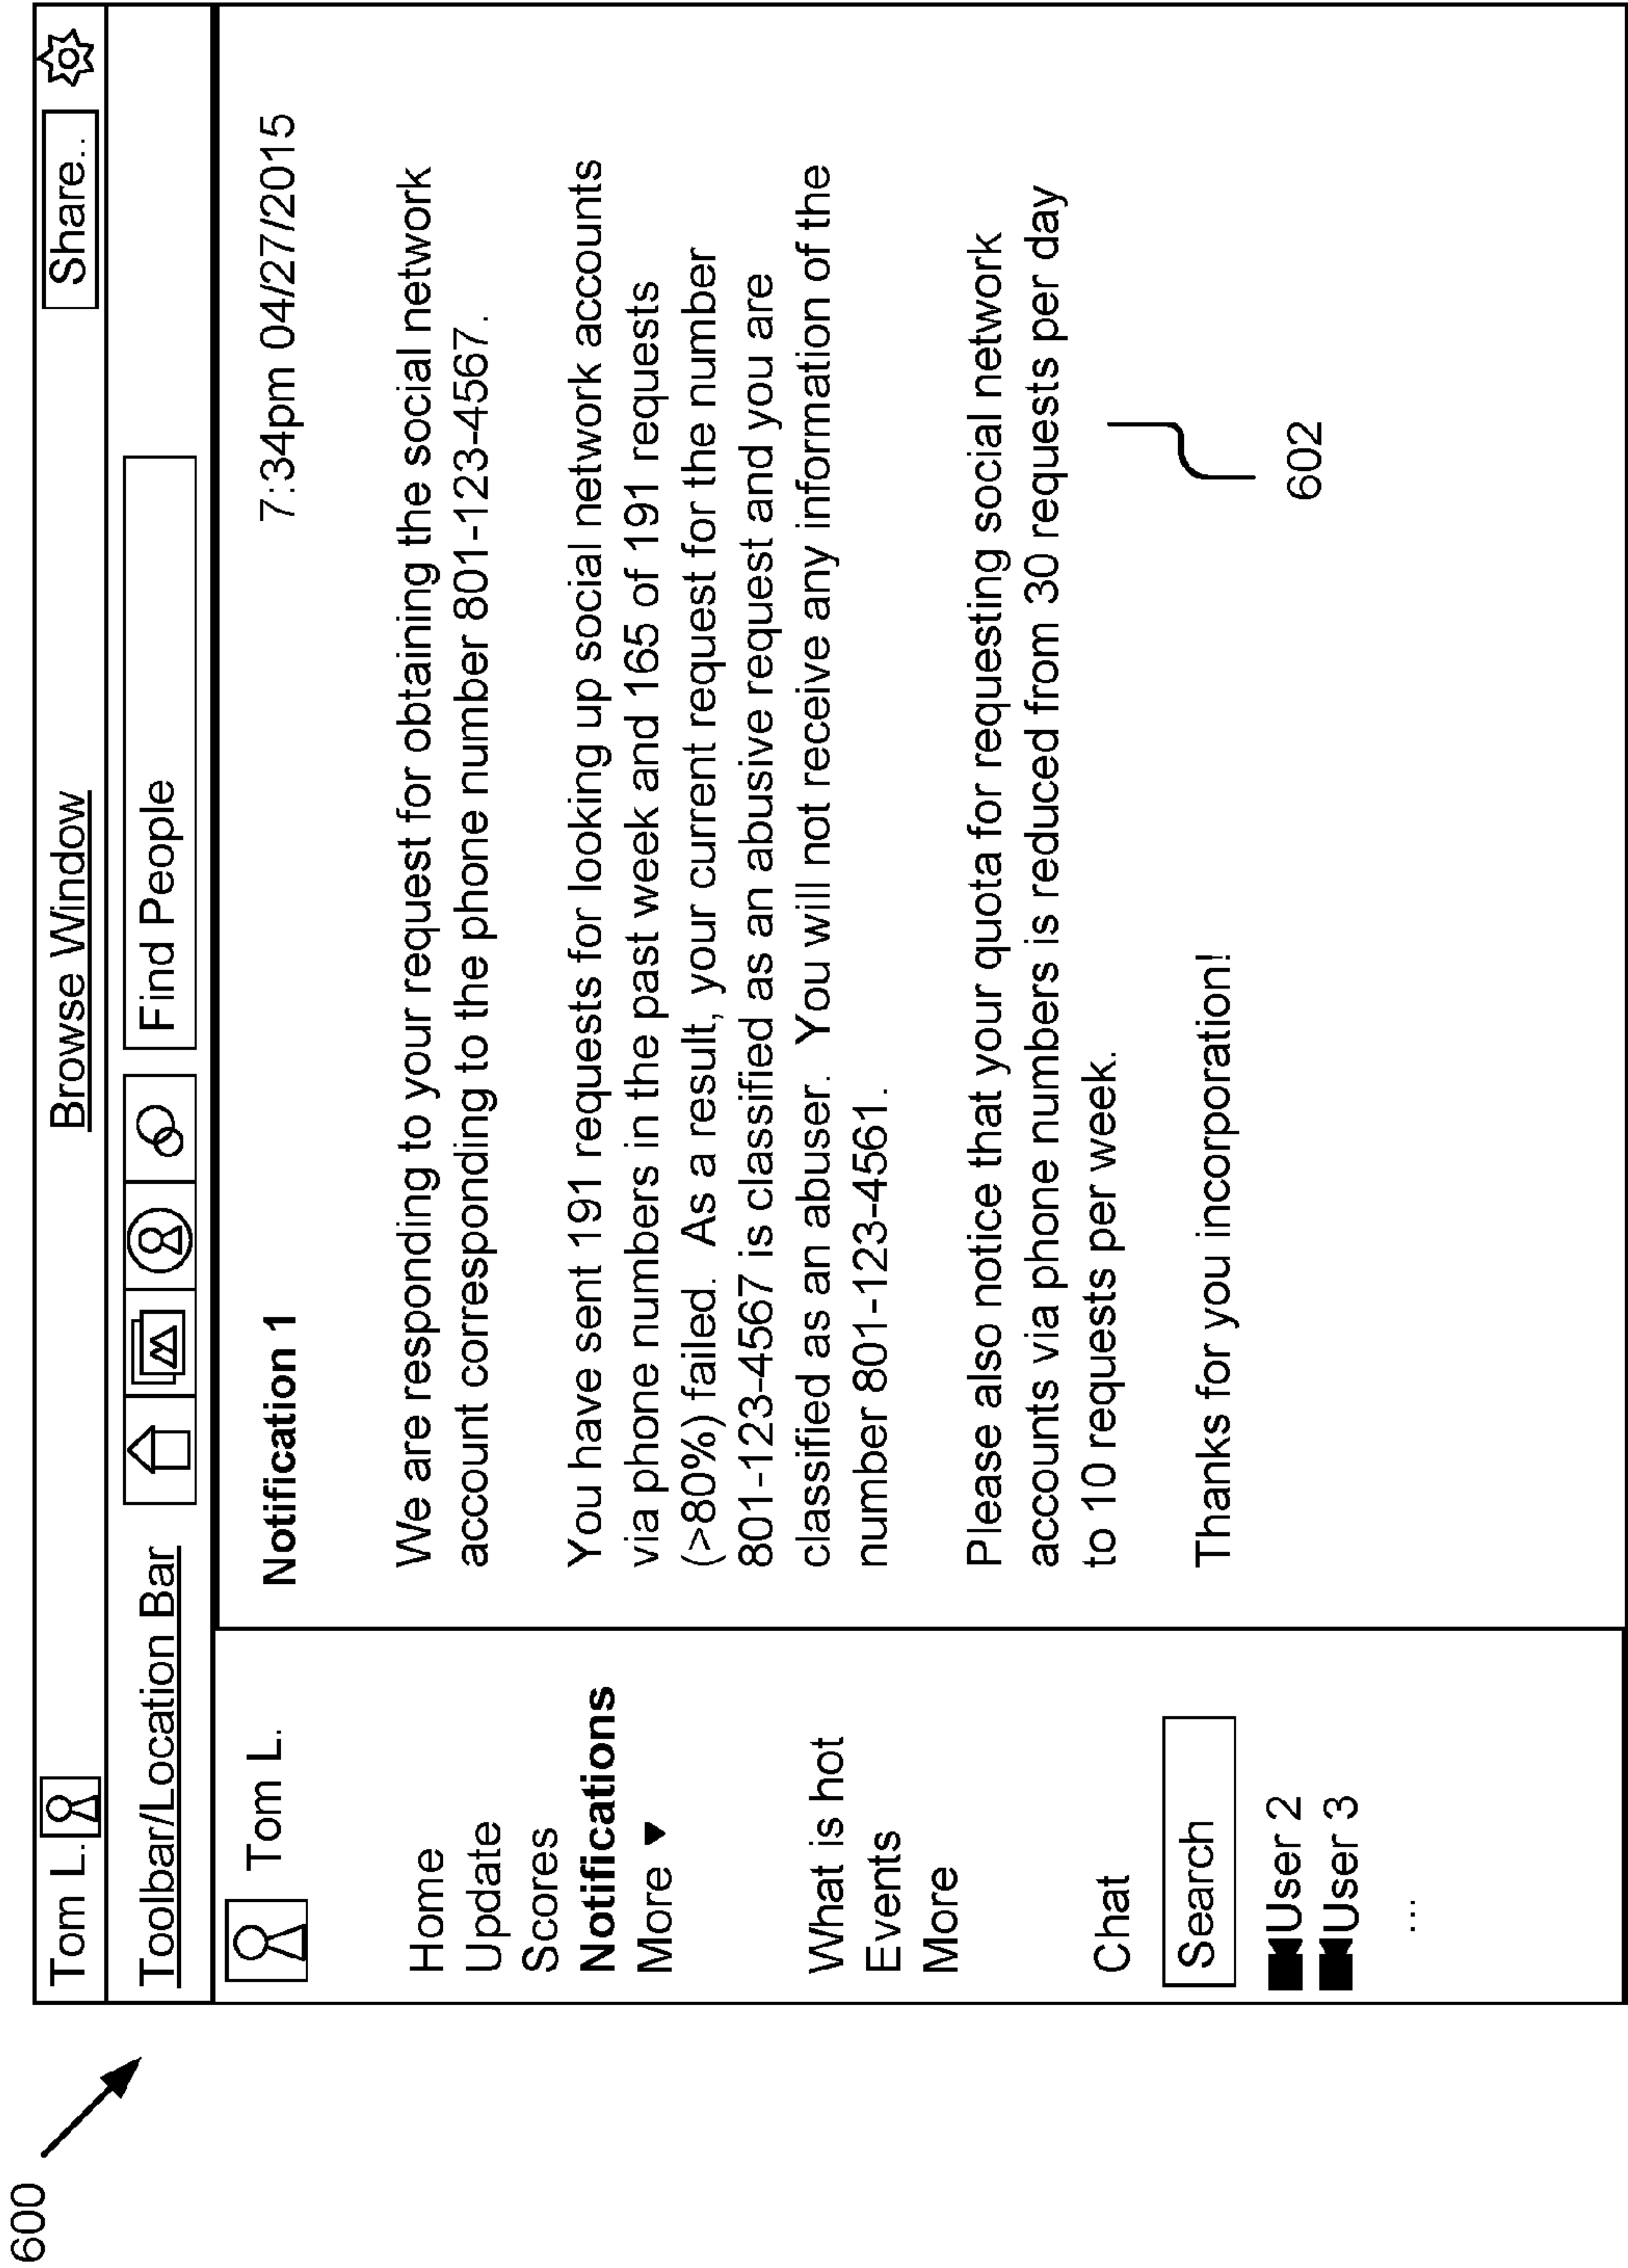 600
Tom L.
Browse Window
Share..
Toolbar/Location Bar
Find People
Tom L.
Home
Update
Scores
Notifications
More
What is hot
Events
More
Chat
Search
User 2
User 3
...
Notification 1
7:34pm 04/27/2015
We are responding to your request for obtaining the social network
account corresponding to the phone number 801-123-4567.
You have sent 191 requests for looking up social network accounts
via phone numbers in the past week and 165 of 191 requests
(>80%) failed.  As a result, your current request for the number
801-123-4567 is classified as an abusive request and you are
classified as an abuser.  You will not receive any information of the
number 801-123-4561.
Please also notice that your quota for requesting social network
accounts via phone numbers is reduced from 30 requests per day
to 10 requests per week.
Thanks for you incorporation!
602